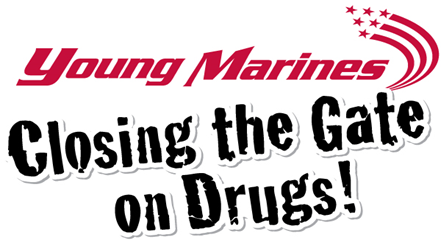 Young Marines
Closing the Gate
on Drugs!